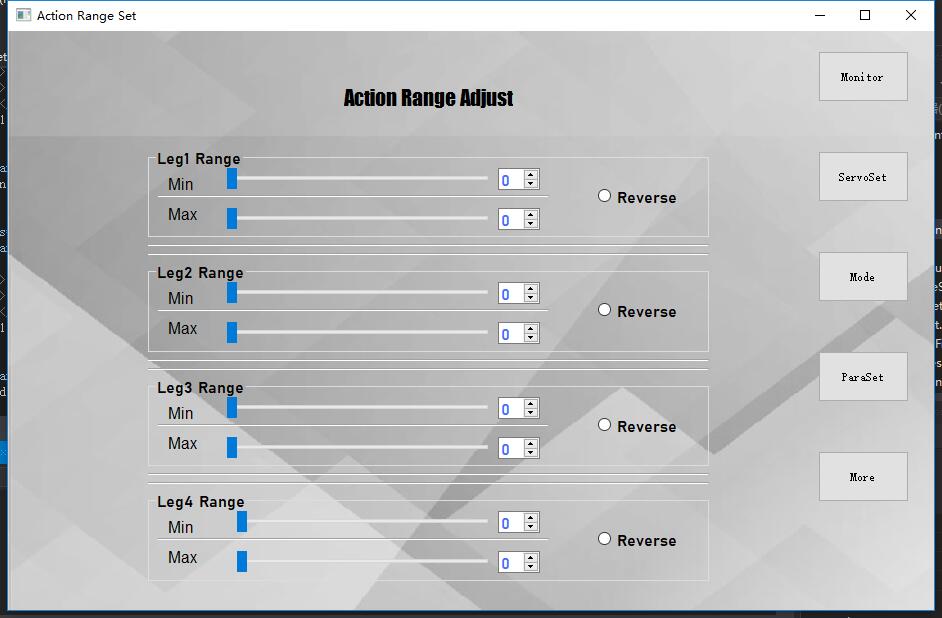 Action Range Set
Action Range Adjust
Monitor
Leg1 Range
Min
0
Max
0
Reverse
ServoSet
Leg2 Range
Min
0
Max
0
Reverse
Mode
Leg3 Range
Min
0
Max
0
Reverse
ParaSet
Leg4 Range
Min
0
Max
0
Reverse
More